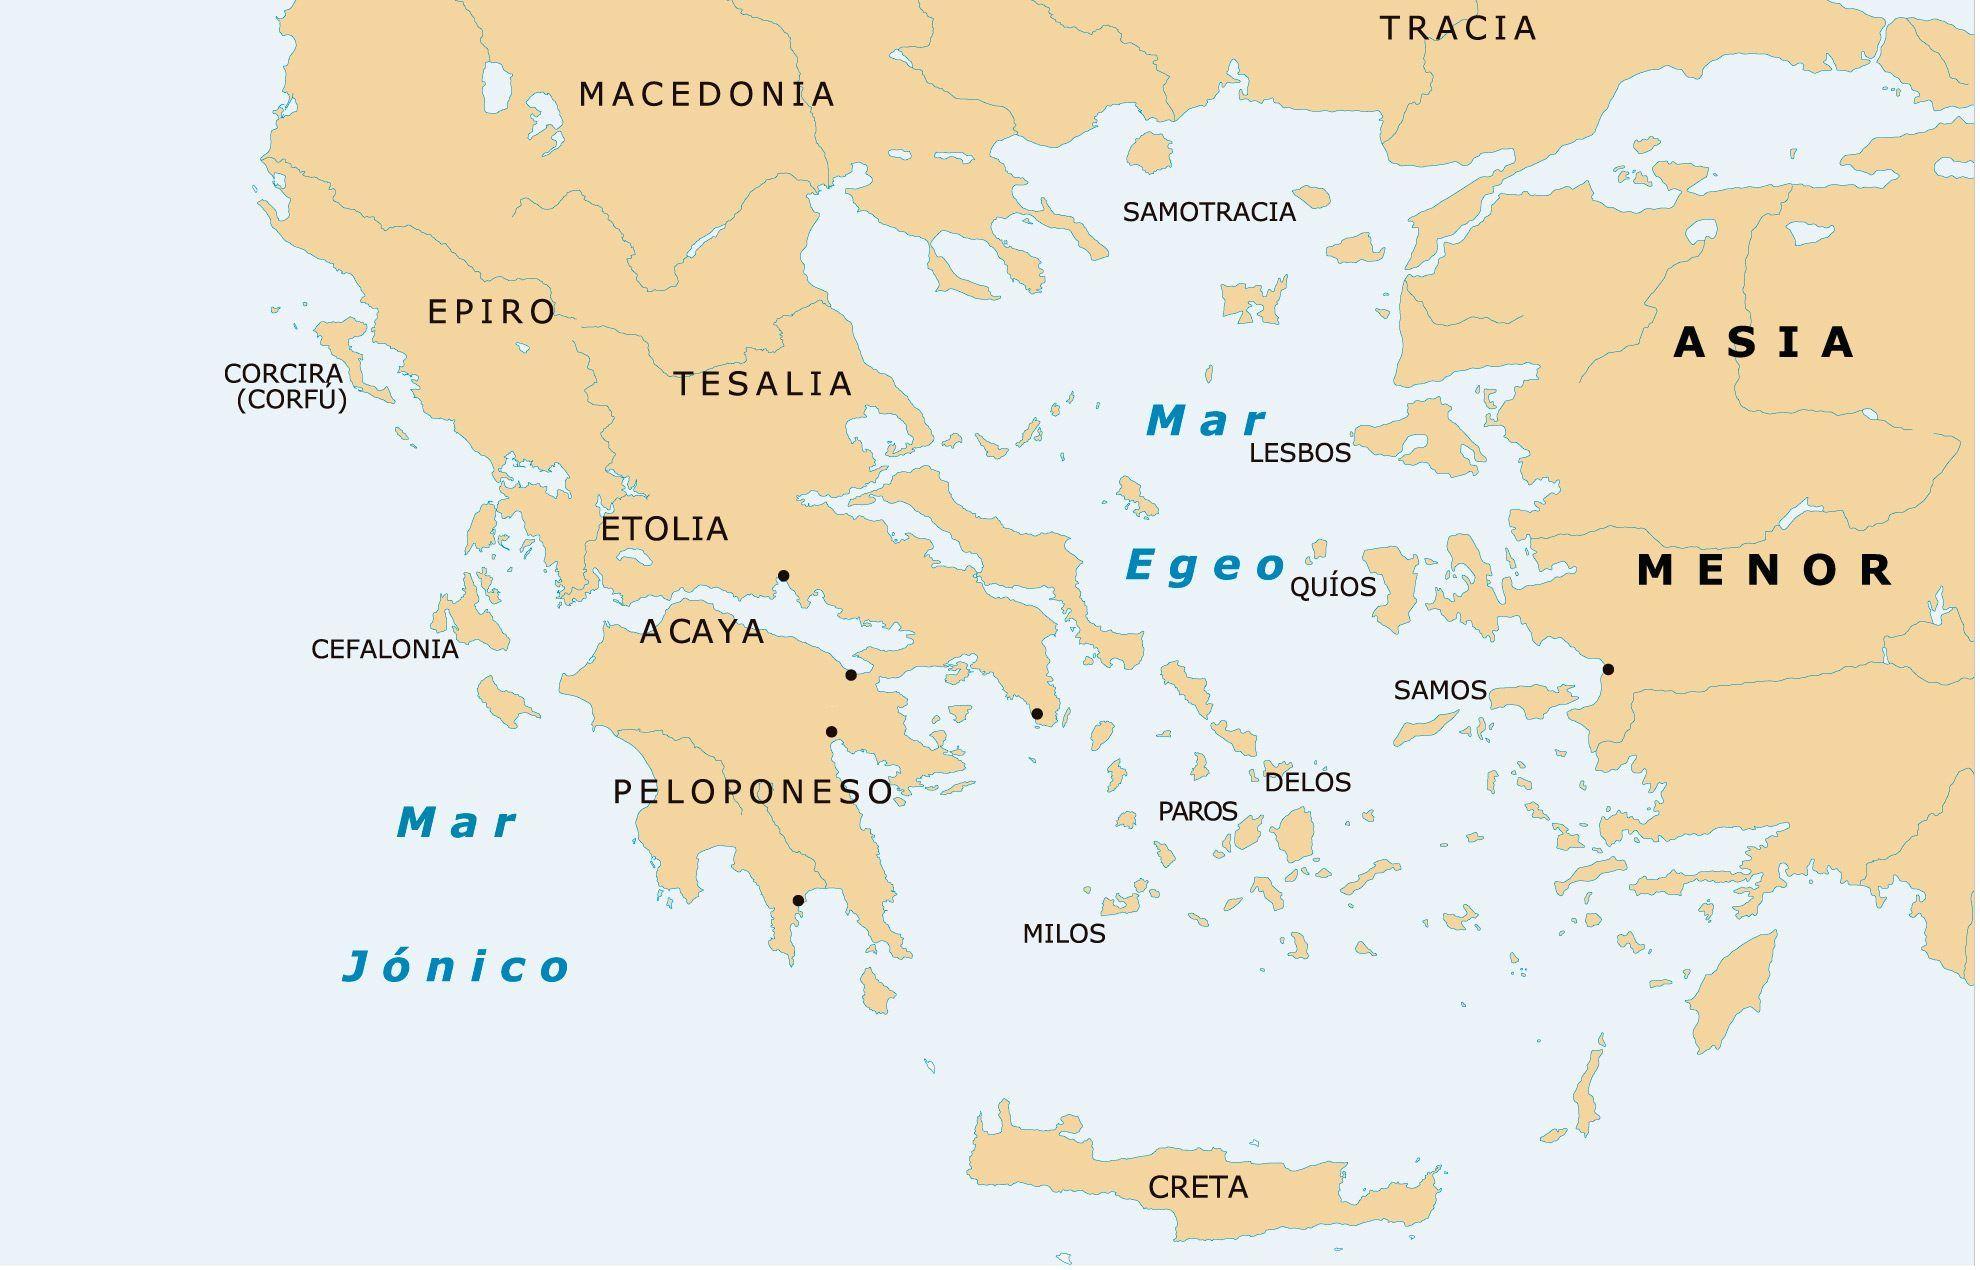 TRACIA
MACEDONIA
SAMOTRACIA
EPIRO
ASIA
CORCIRA
(CORFÚ)
TESALIA
Mar
LESBOS
ETOLIA
Egeo
MENOR
QUÍOS
ACAYA
CEFALONIA
SAMOS
DELOS
PELOPONESO
PAROS
Mar
MILOS
Jónico
CRETA